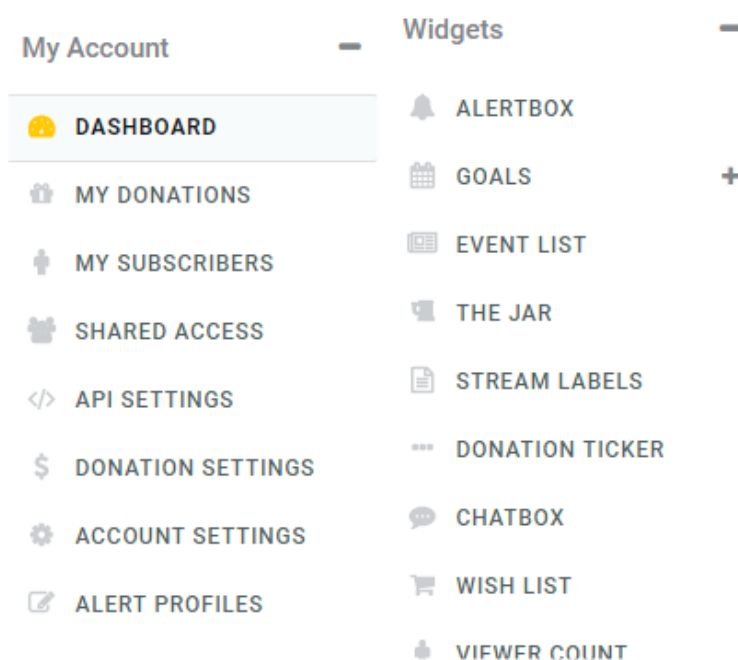 My Account
DASHBOARD
MY DONATIONS
MY SUBSCRIBERS
SHARED ACCESS
API SETTINGS
DONATION SETTINGS
ACCOUNT SETTINGS
ALERT PROFILES
Widgets
ALERTBOX
GOALS
EVENT LIST
THE JAR
STREAM LABELS
DONATION TICKER
CHATBOX
WISH LIST
VIEWER COUNT